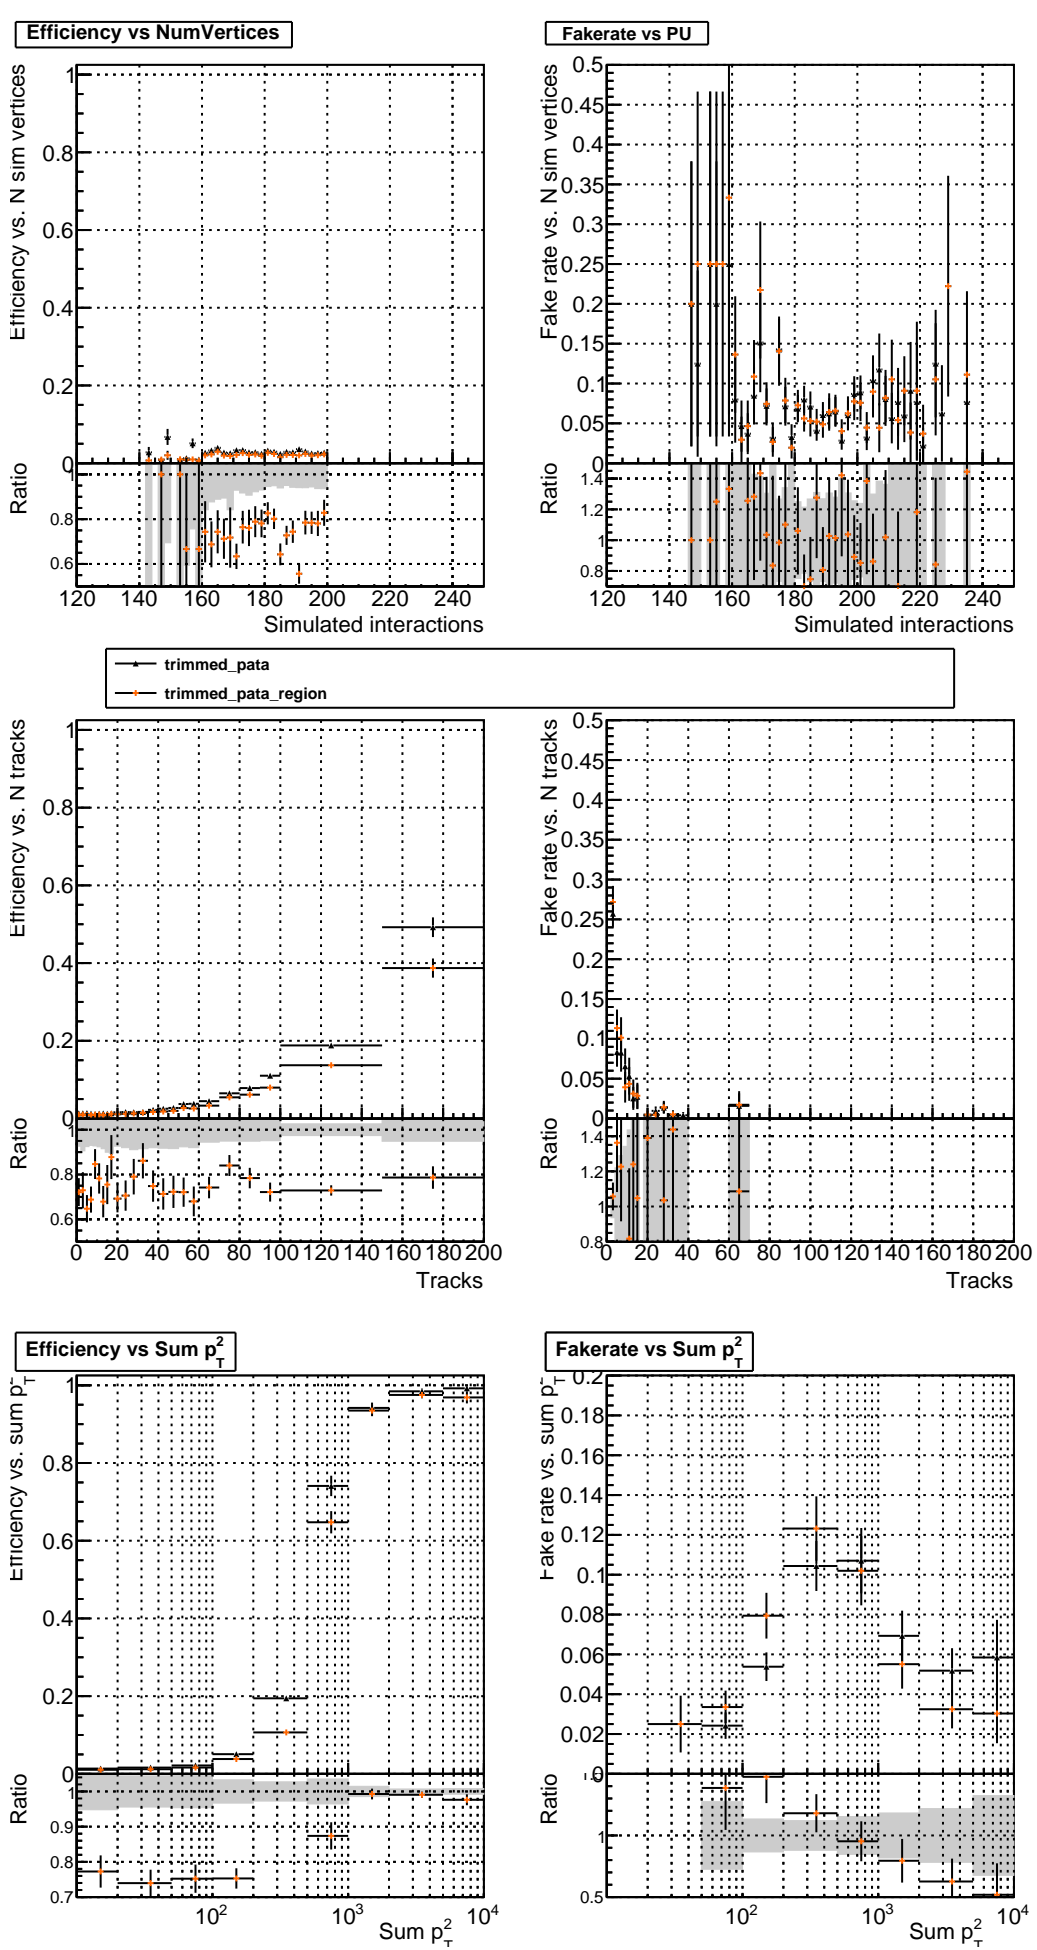 Efficiency vs NumVertices
Fakerate vs PU
Efficiency vs. N sim vertices
1
0.8
0.6
0.4
0.2
0
Ratio
1
0.8
0.6
120 140 160 180 200 220 240
Simulated interactions
Fake rate vs. N sim vertices
0.5
0.45
0.4
0.35
0.3
0.25
0.2
0.15
0.1
0.05
0
Ratio
1.4
1.2
1
0.8
120 140 160 180 200 220 240
Simulated interactions
trimmed_pata
trimmed_pata_region
Efficiency vs. N tracks
1
0.8
0.6
0.4
0.2
0
Ratio
1
0.8
0.6
0 20 40 60 80 100 120 140 160 180 200
Tracks
Fake rate vs. N tracks
0.5
0.45
0.4
0.35
0.3
0.25
0.2
0.15
0.1
0.05
0
Ratio
1.4
1.2
1
0.8
0 20 40 60 80 100 120 140 160 180 200
Tracks
Efficiency vs Sum p_T^2
Fakerate vs Sum p_T^2
Efficiency vs. sum p_T
1
0.8
0.6
0.4
0.2
0
Ratio
1
0.9
0.8
0.7
10^2 10^3 10^4
Sum p_T^2
Fake rate vs. sum p_T
0.2
0.18
0.16
0.14
0.12
0.1
0.08
0.06
0.04
0.02
0
Ratio
1
0.5
10^2 10^3 10^4
Sum p_T^2